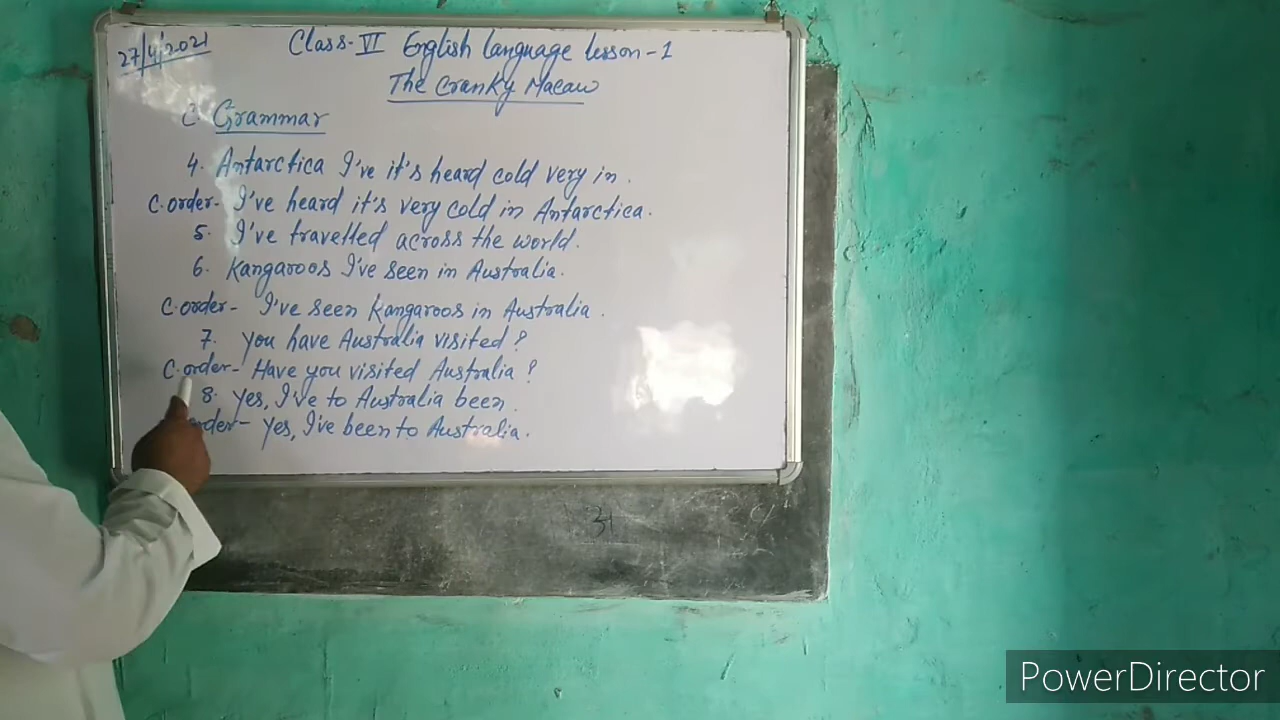 27/4/2021
Class-VI English language lesson-1
The Cranky Macaw
C Grammar
4. Antarctica I've it's heard cold very in.
C.order- I've heard it's very cold in Antarctica.
5. I've travelled across the world.
6. Kangaroos I've seen in Australia.
C.order- I've seen Kangaroos in Australia.
7. You have Australia visited?
C.order- Have you visited Australia?
8. Yes, I've to Australia been.
order- Yes, I've been to Australia.
PowerDirector